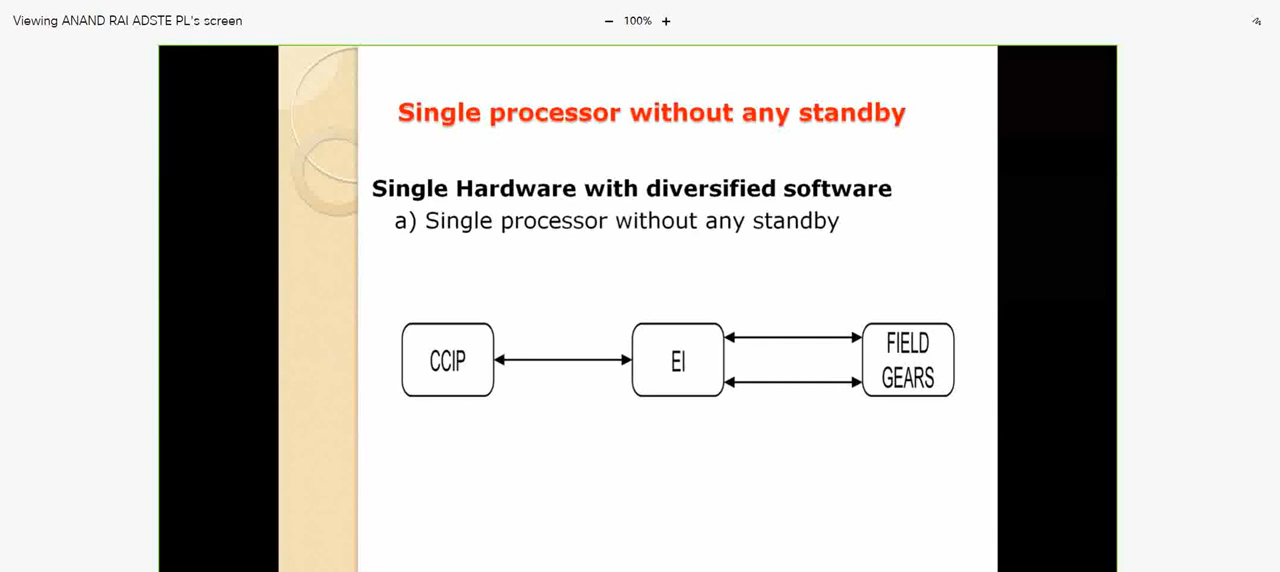 Viewing ANAND RAI ADSTE PL's screen
− 100% +
Single processor without any standby
Single Hardware with diversified software
a) Single processor without any standby
CCIP
EI
FIELD
GEARS